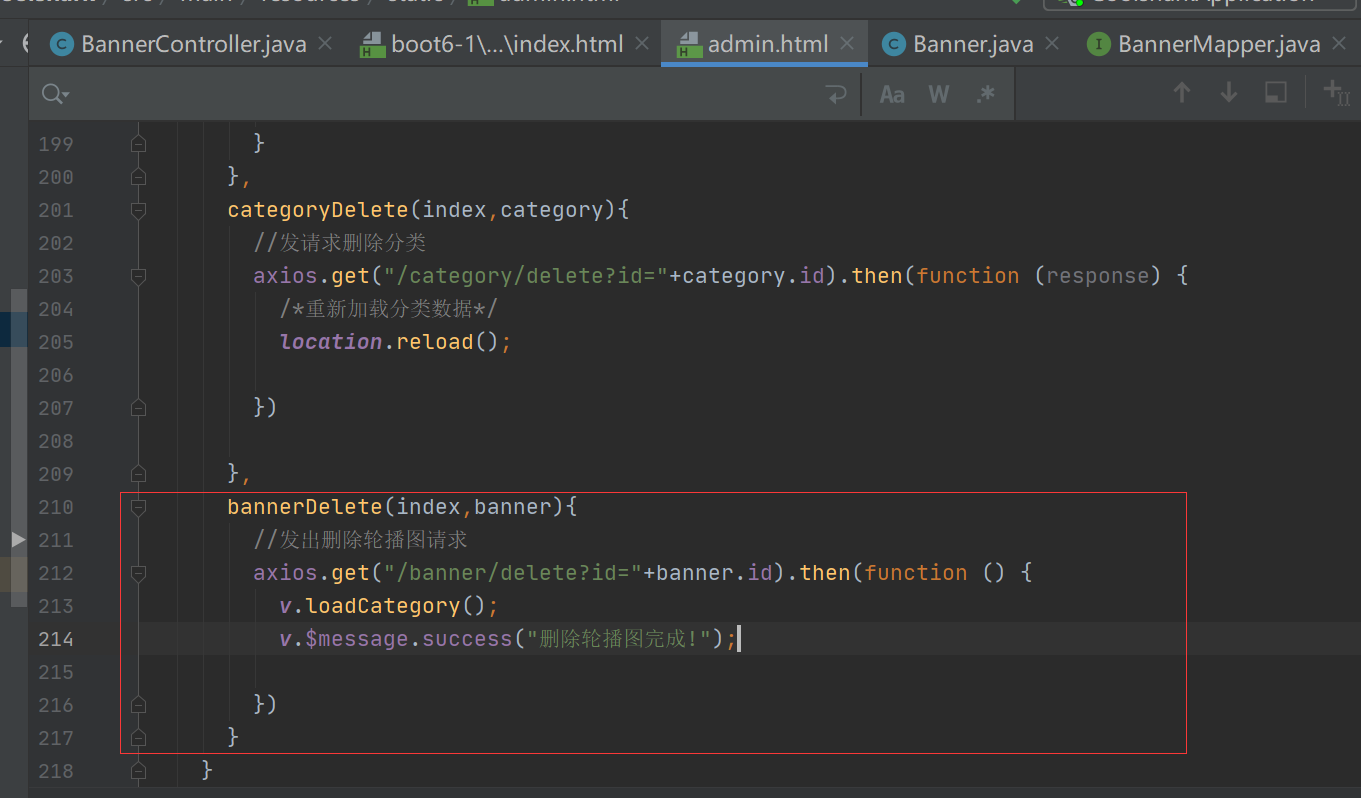 BannerController.java boot6-1\...\index.html admin.html Banner.java BannerMapper.java
Aa W .*
199 }
200 },
201 categoryDelete(index,category){
202 //发请求删除分类
203 axios.get("/category/delete?id="+category.id).then(function (response) {
204 /*重新加载分类数据*/
205 location.reload();
206
207 })
208
209 },
210 bannerDelete(index,banner){
211 //发出删除轮播图请求
212 axios.get("/banner/delete?id="+banner.id).then(function () {
213 v.loadCategory();
214 v.$message.success("删除轮播图完成!");
215
216 })
217 }
218 }